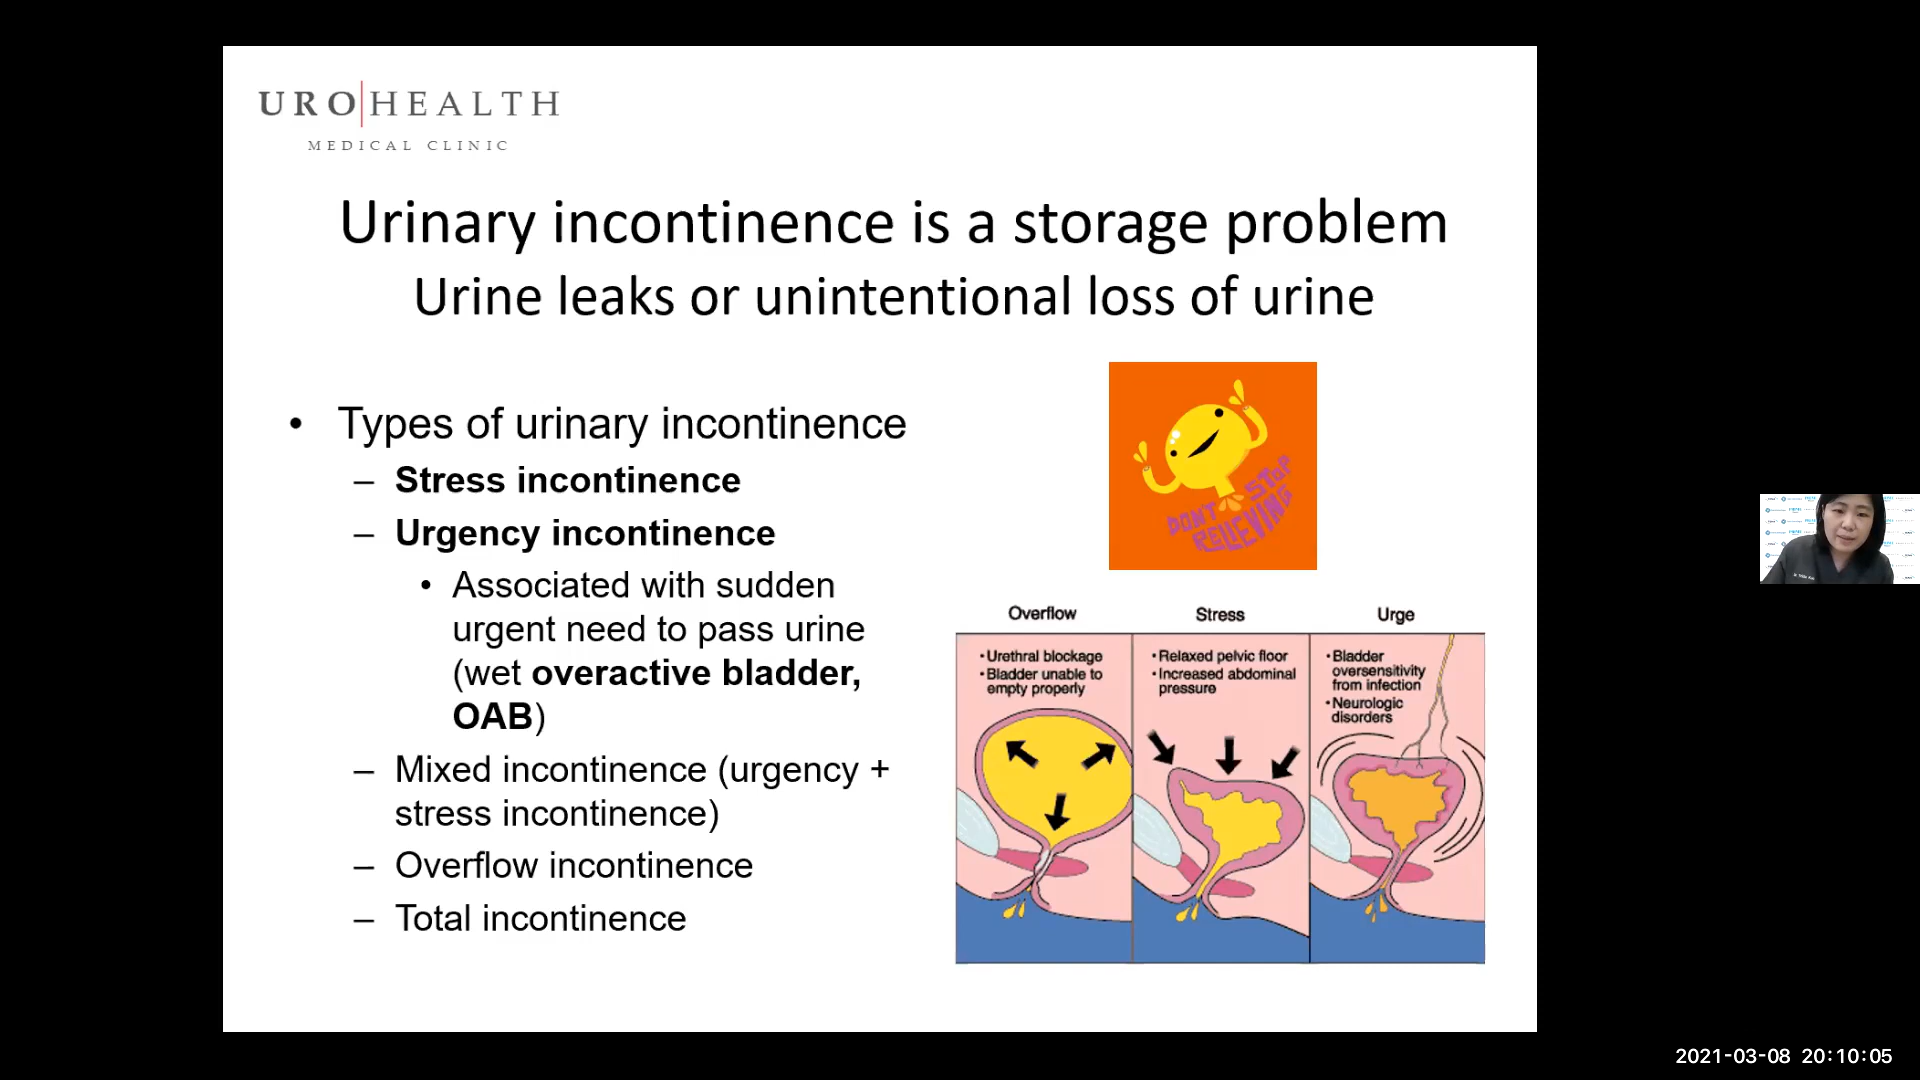 URO|HEALTH
MEDICAL CLINIC
Urinary incontinence is a storage problem
Urine leaks or unintentional loss of urine
• Types of urinary incontinence
– Stress incontinence
– Urgency incontinence
• Associated with sudden
urgent need to pass urine
(wet overactive bladder,
OAB)
– Mixed incontinence (urgency +
stress incontinence)
– Overflow incontinence
– Total incontinence
DON'T STOP
RELIEVING
Overflow
• Urethral blockage
• Bladder unable to
empty properly
Stress
• Relaxed pelvic floor
• Increased abdominal
pressure
Urge
• Bladder
oversensitivity
from infection
• Neurologic
disorders
2021-03-08 20:10:05